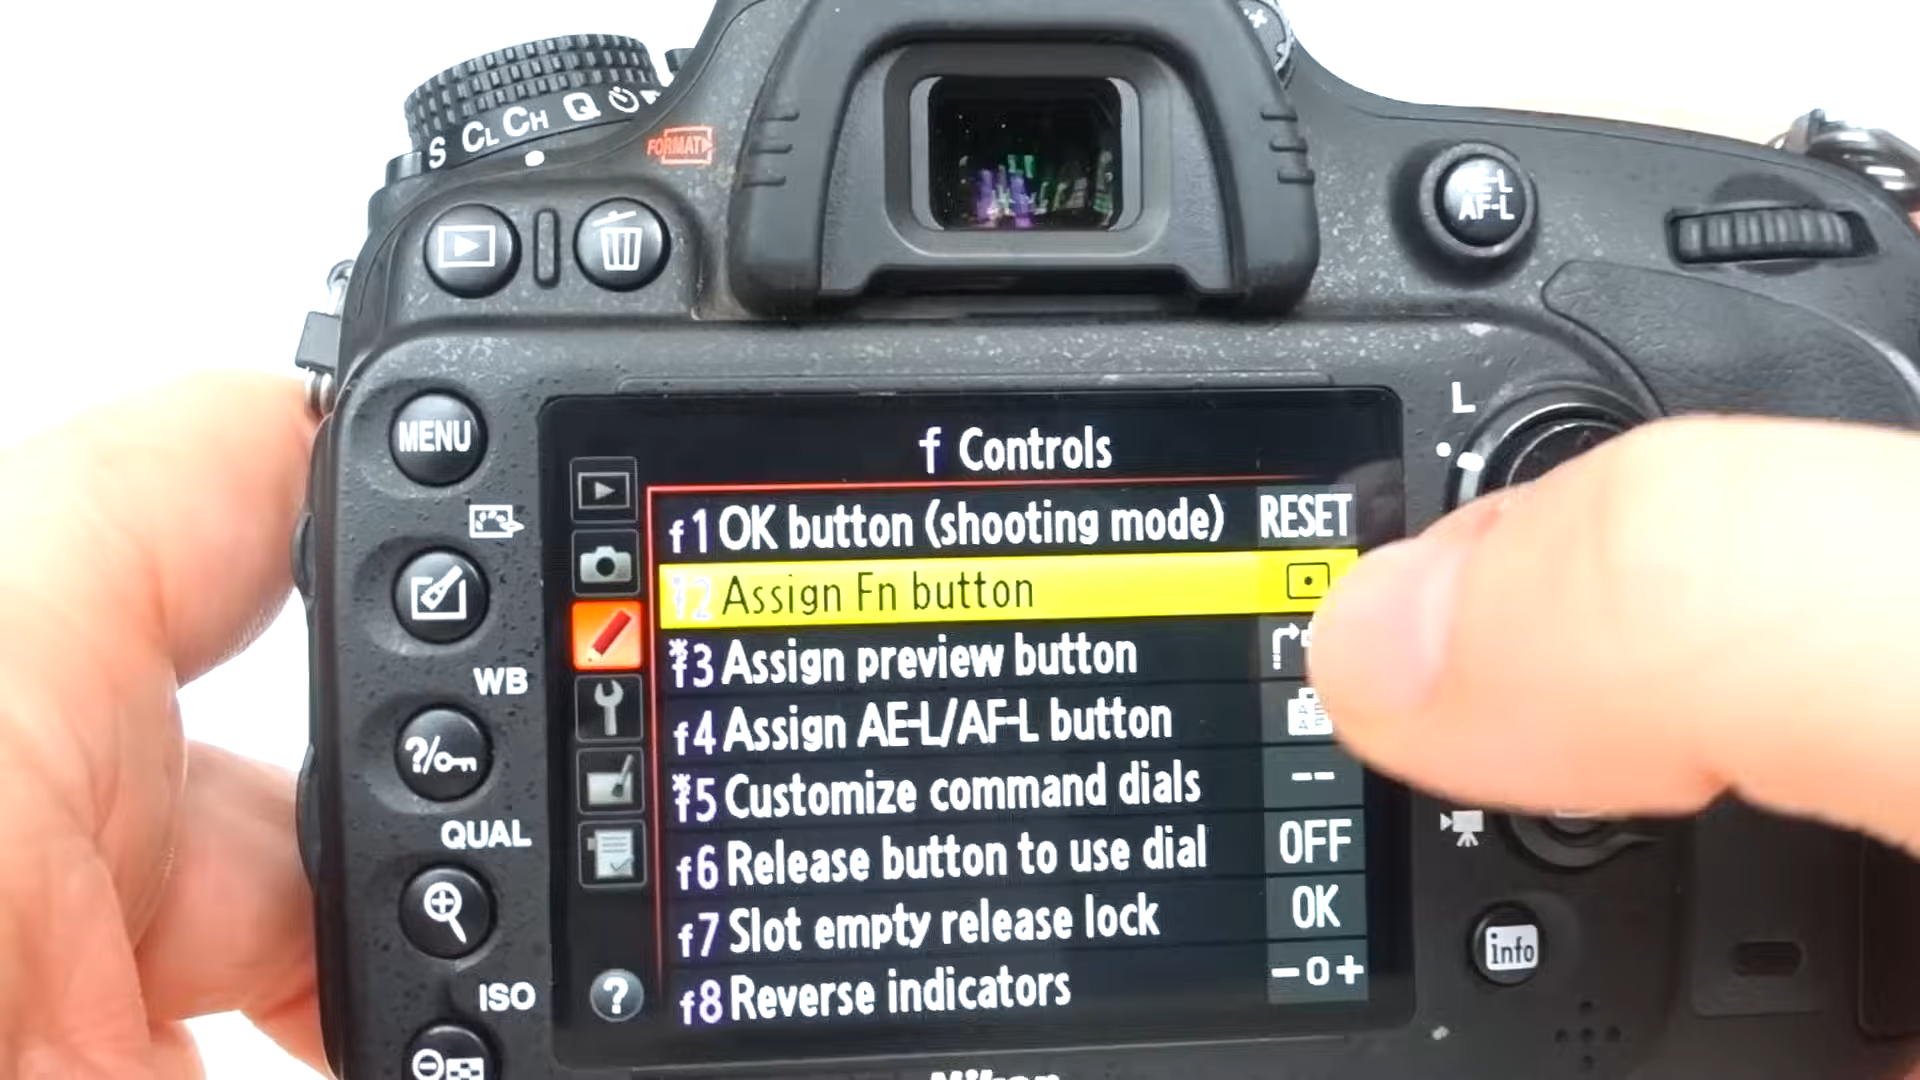 S CL CH Q
FORMAT
AE-L
AF-L
MENU
L
f Controls
f1 OK button (shooting mode) RESET
f2 Assign Fn button
f3 Assign preview button
f4 Assign AE-L/AF-L button
f5 Customize command dials --
f6 Release button to use dial OFF
f7 Slot empty release lock OK
f8 Reverse indicators -0+
WB
?/
QUAL
?
ISO
info
Nikon